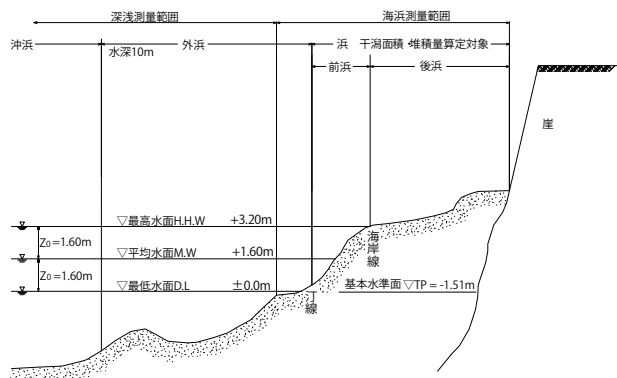 深浅測量範囲
海浜測量範囲
沖浜
水深10m
外浜
浜
干潟面積・堆積量算定対象
前浜
後浜
崖
▽最高水面H.H.W +3.20m
Z0=1.60m
▽平均水面M.W +1.60m
海岸線
Z0=1.60m
▽最低水面D.L ±0.0m
汀線
基本水準面 ▽TP = -1.51m